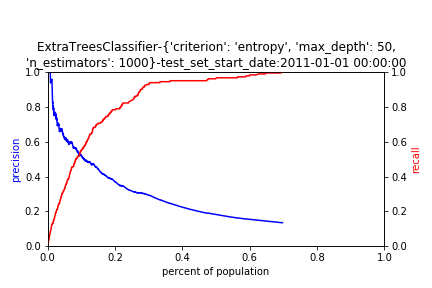 ExtraTreesClassifier-{'criterion': 'entropy', 'max_depth': 50,
'n_estimators': 1000}-test_set_start_date:2011-01-01 00:00:00
1.0
0.8
0.6
0.4
0.2
0.0
precision
1.0
0.8
0.6
0.4
0.2
0.0
recall
0.0 0.2 0.4 0.6 0.8 1.0
percent of population